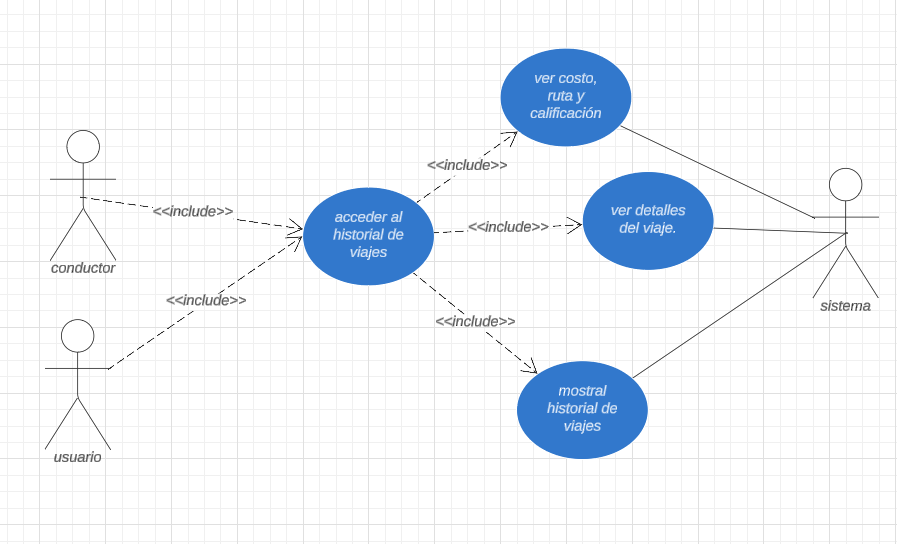 ver costo,
ruta y
calificación
<<include>>
<<include>>
acceder al
historial de
viajes
<<include>>
ver detalles
del viaje.
conductor
<<include>>
sistema
<<include>>
mostral
historial de
viajes
usuario